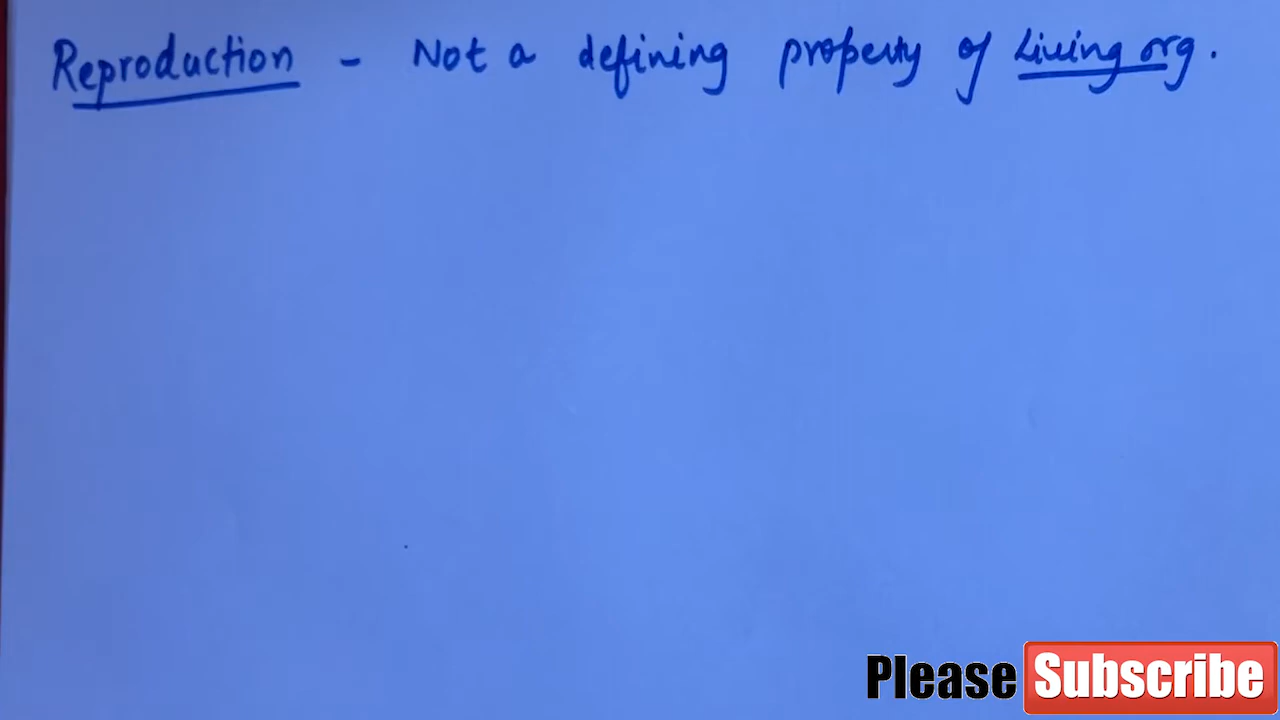 Reproduction - Not a defining property of Living org.
Please Subscribe